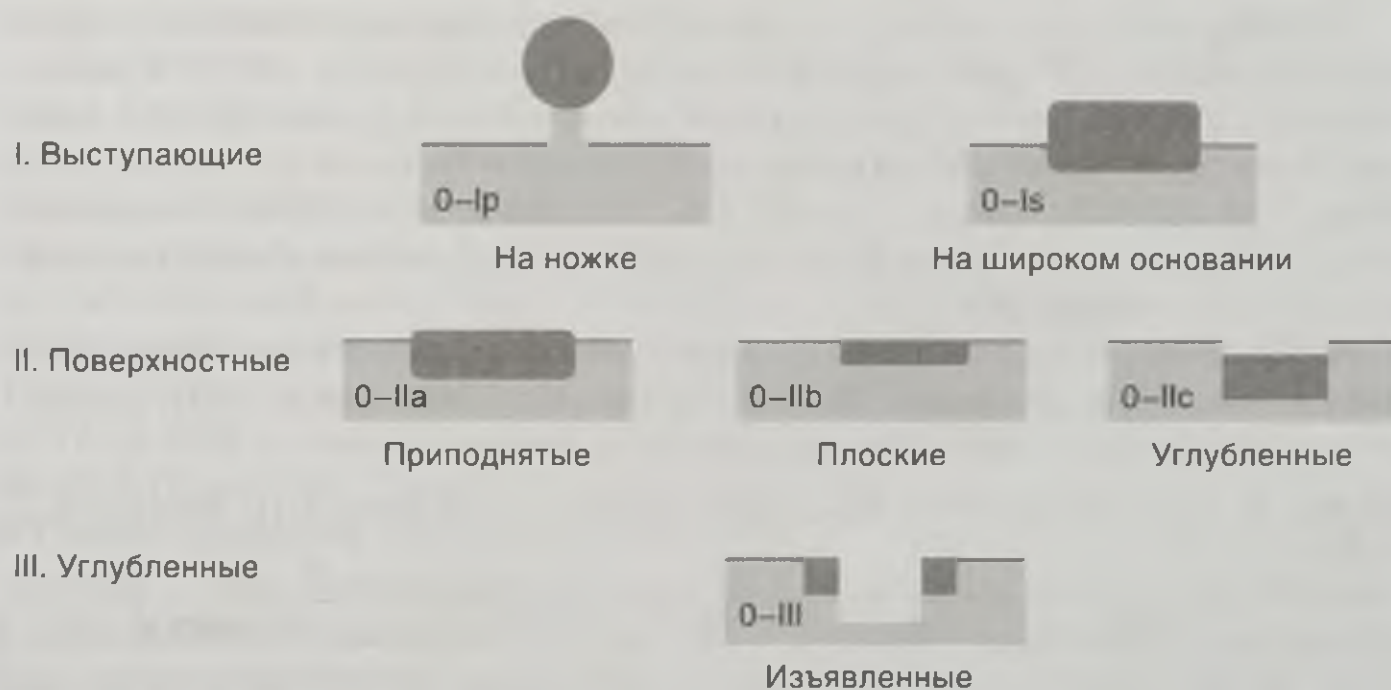 I. Выступающие
0–Ip
0–Is
На ножке
На широком основании
II. Поверхностные
0–IIa
0–IIb
0–IIc
Приподнятые
Плоские
Углубленные
III. Углубленные
0–III
Изъявленные